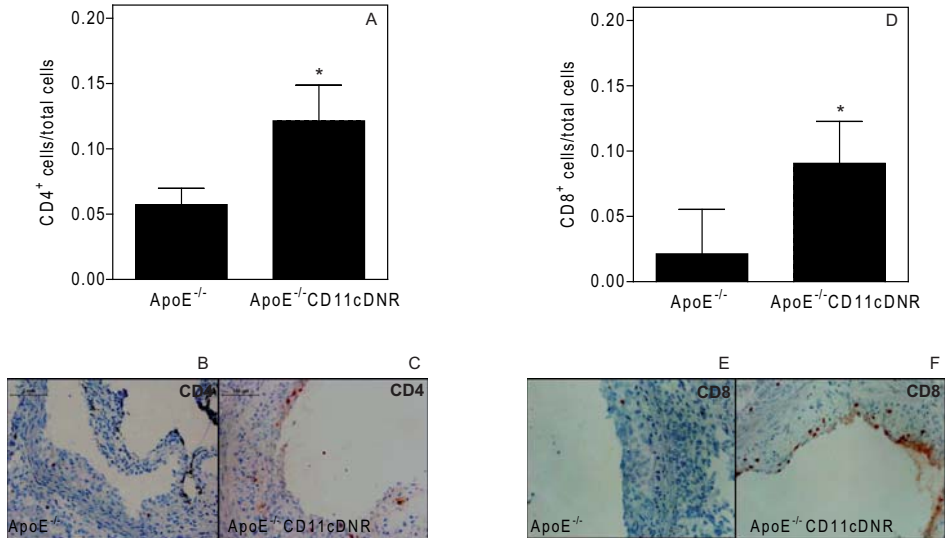 A
0.20
0.15
0.10
0.05
0.00
CD4⁺ cells/total cells
*
ApoE⁻/⁻
ApoE⁻/⁻CD11cDNR
D
0.20
0.15
0.10
0.05
0.00
CD8⁺ cells/total cells
*
ApoE⁻/⁻
ApoE⁻/⁻CD11cDNR
B
CD4
ApoE⁻/⁻
C
CD4
ApoE⁻/⁻CD11cDNR
E
CD8
ApoE⁻/⁻
F
CD8
ApoE⁻/⁻CD11cDNR